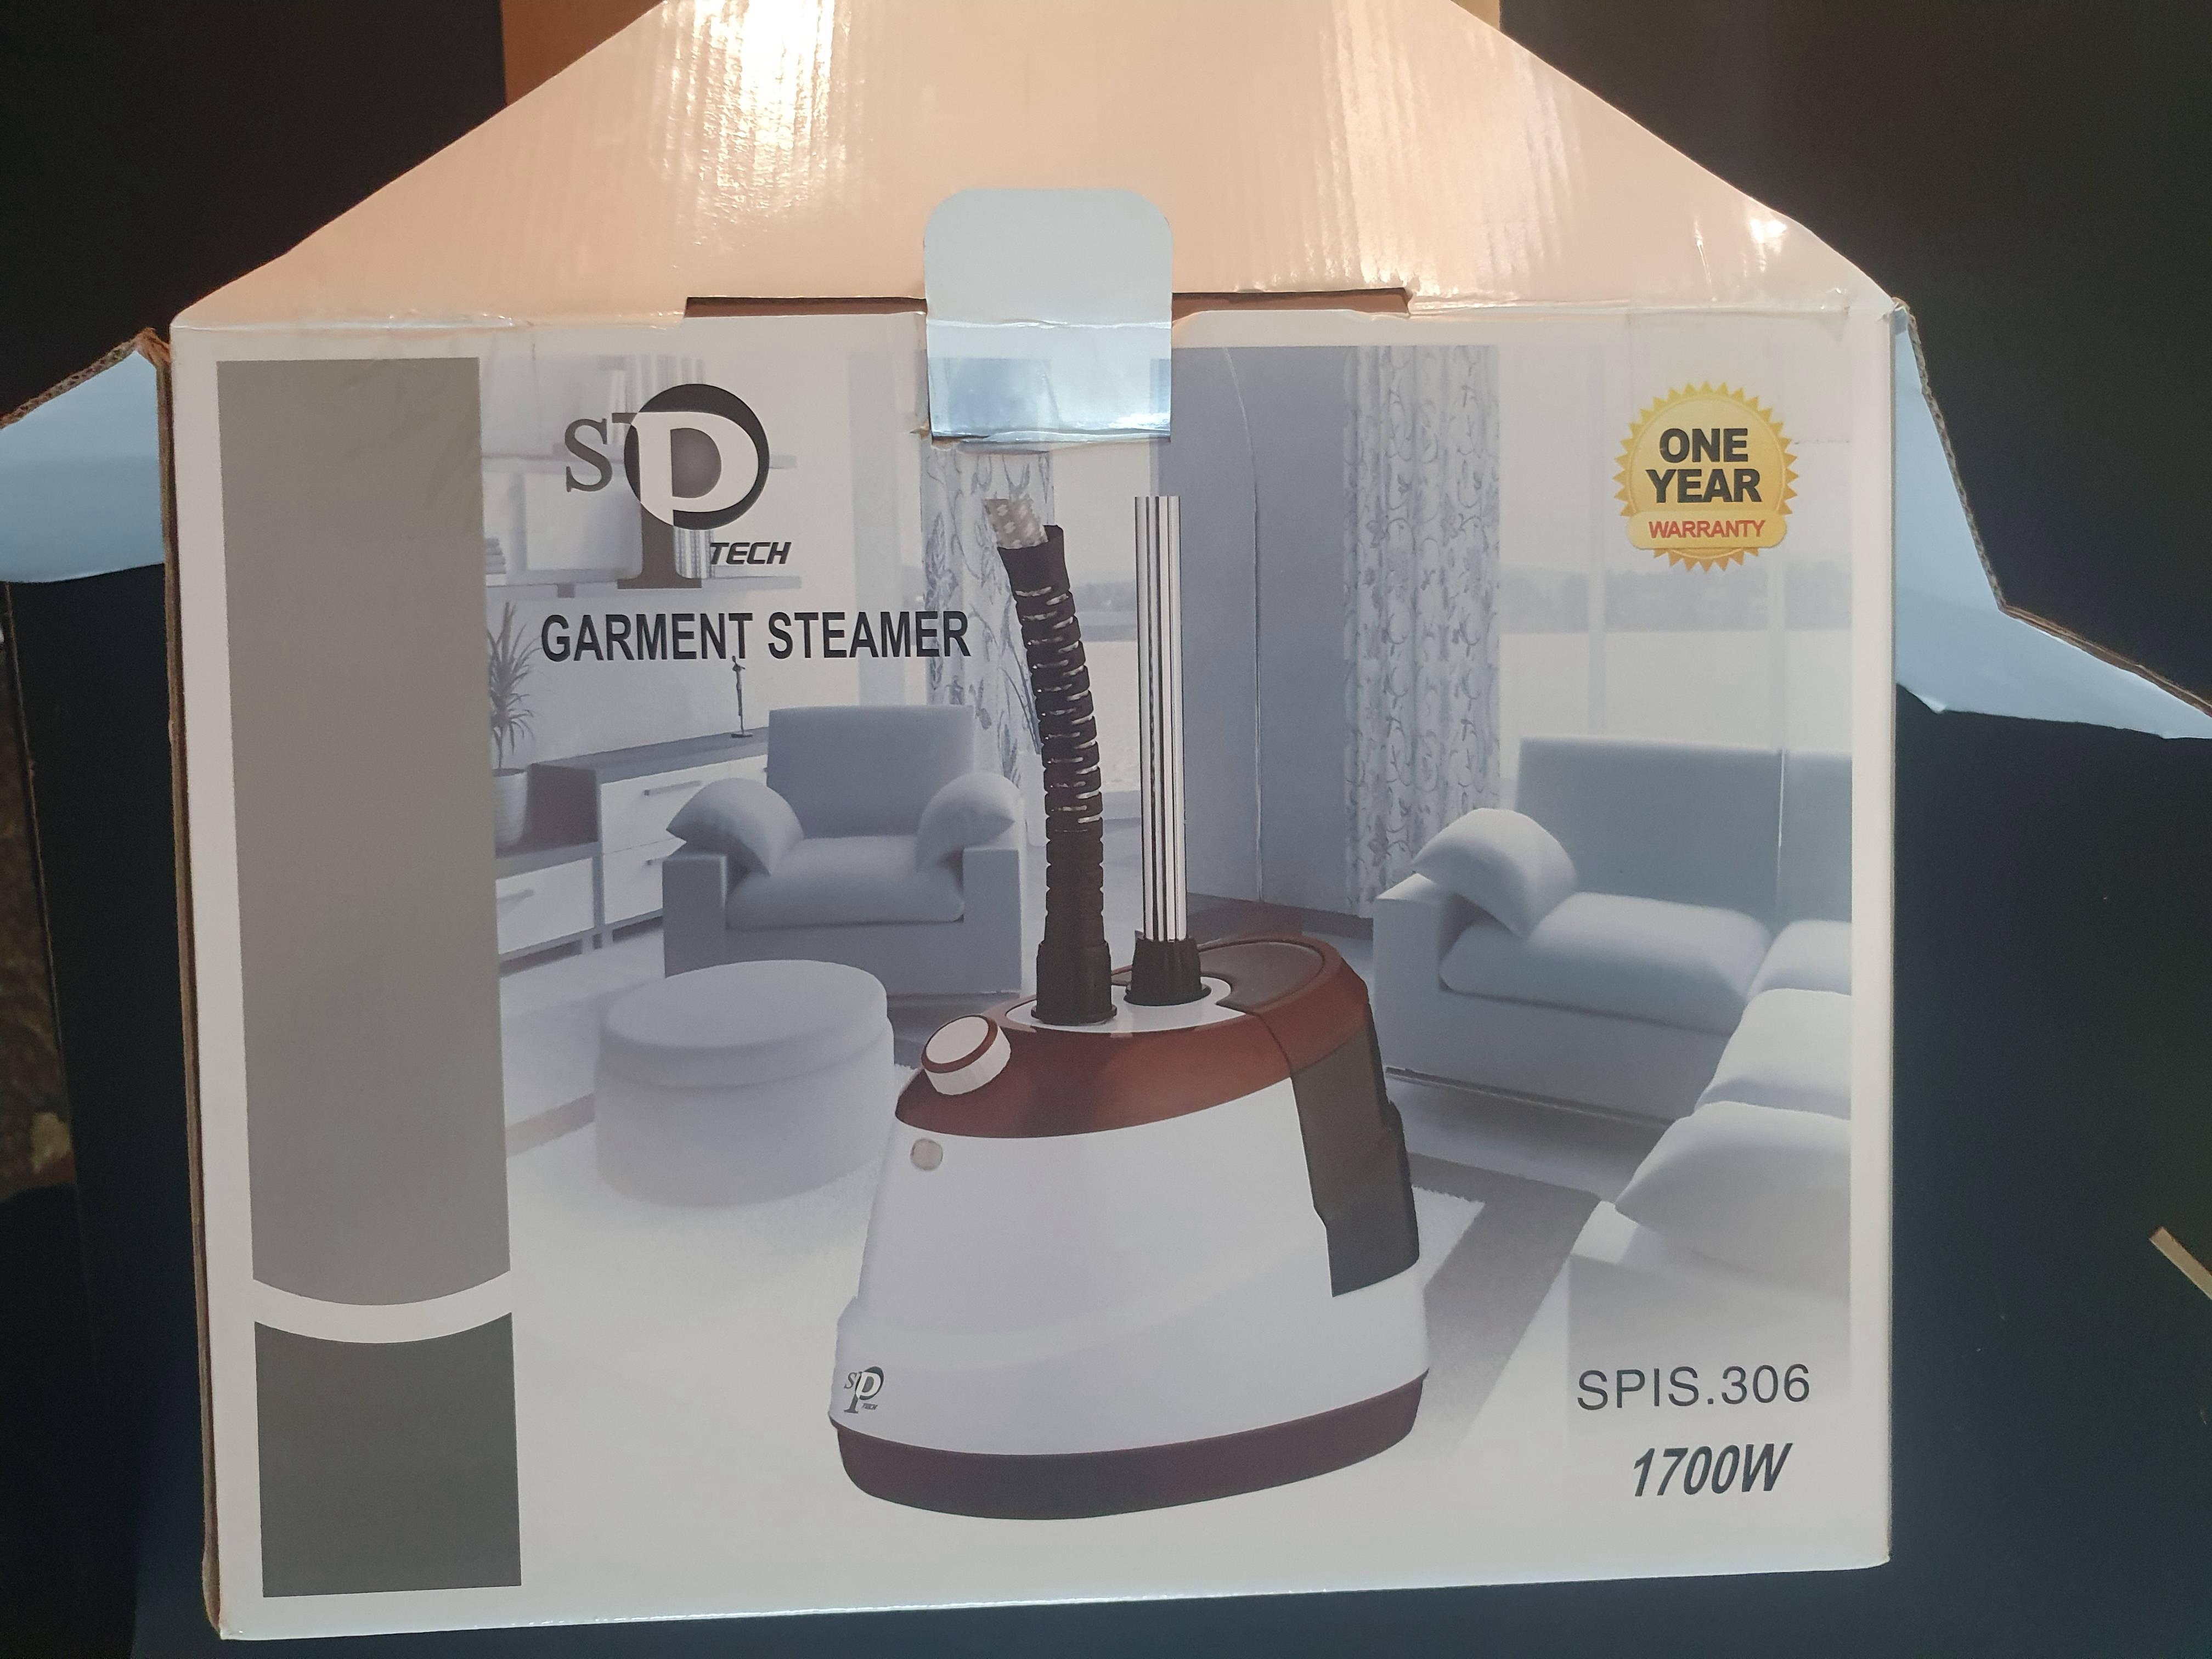 SP
TECH
GARMENT STEAMER
ONE
YEAR
WARRANTY
SP
TECH
SPIS.306
1700W